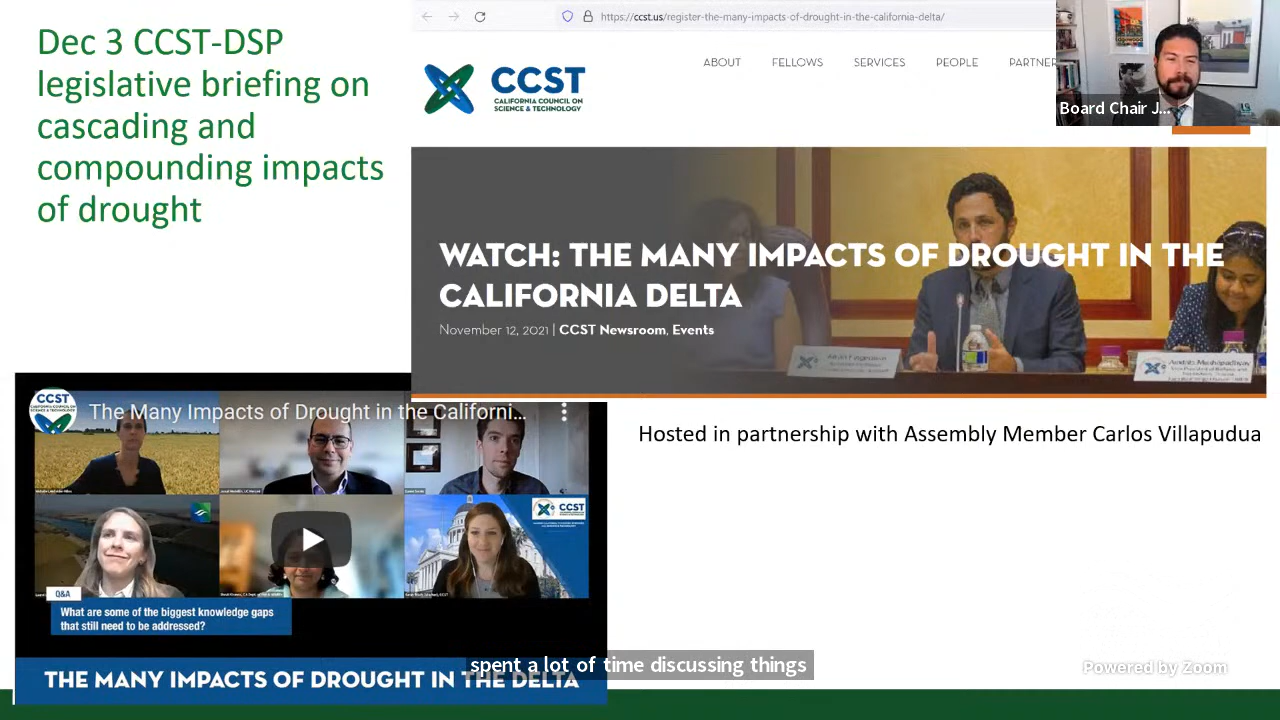 Dec 3 CCST-DSP
legislative briefing on
cascading and
compounding impacts
of drought
https://ccst.us/register-the-many-impacts-of-drought-in-the-california-delta/
CCST
CALIFORNIA COUNCIL ON
SCIENCE & TECHNOLOGY
ABOUT
FELLOWS
SERVICES
PEOPLE
PARTNER
Board Chair J...
WATCH: THE MANY IMPACTS OF DROUGHT IN THE
CALIFORNIA DELTA
November 12, 2021 | CCST Newsroom, Events
Hosted in partnership with Assembly Member Carlos Villapudua
CCST
The Many Impacts of Drought in the Californi...
CCST
Q&A
What are some of the biggest knowledge gaps
that still need to be addressed?
THE MANY IMPACTS OF DROUGHT IN THE DELTA
spent a lot of time discussing things
Powered by Zoom